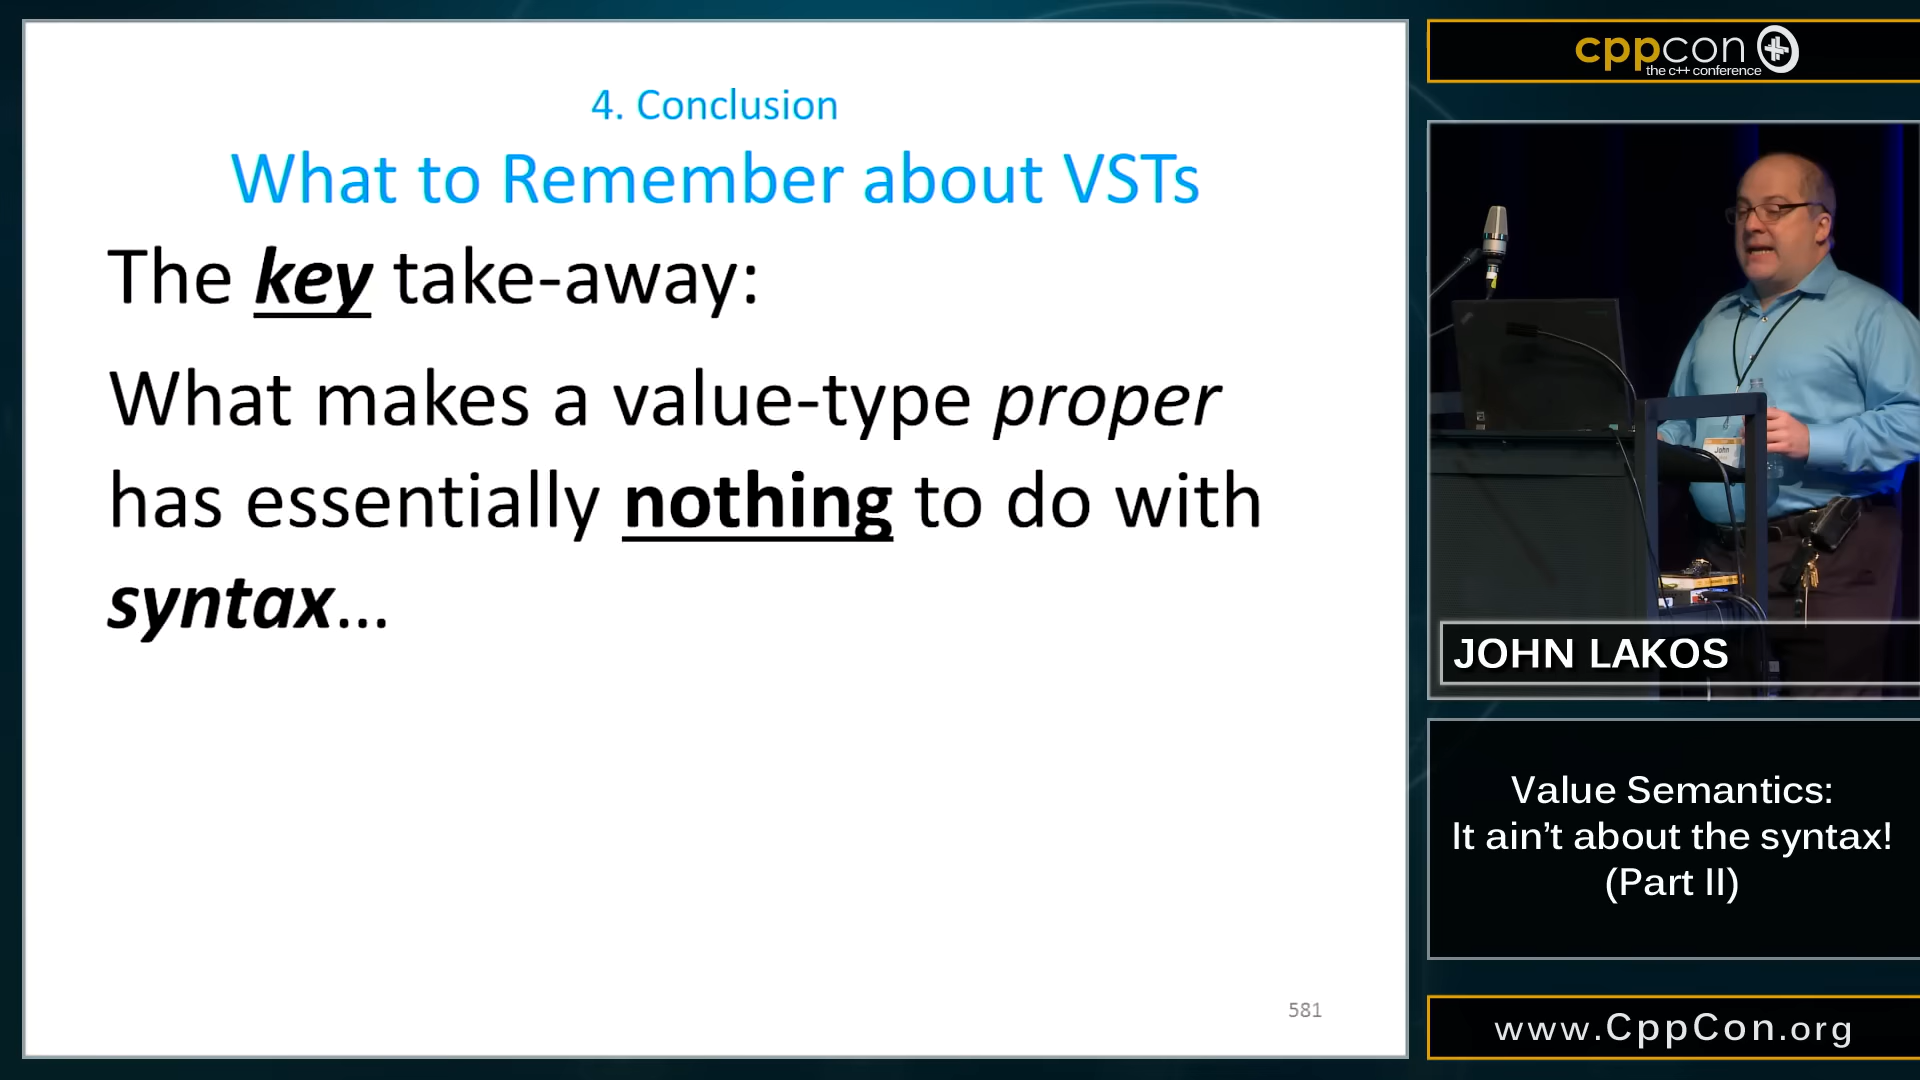 4. Conclusion
What to Remember about VSTs
The key take-away:
What makes a value-type proper
has essentially nothing to do with
syntax...
581
cppcon
the c++ conference
John
JOHN LAKOS
Value Semantics:
It ain’t about the syntax!
(Part II)
www.CppCon.org